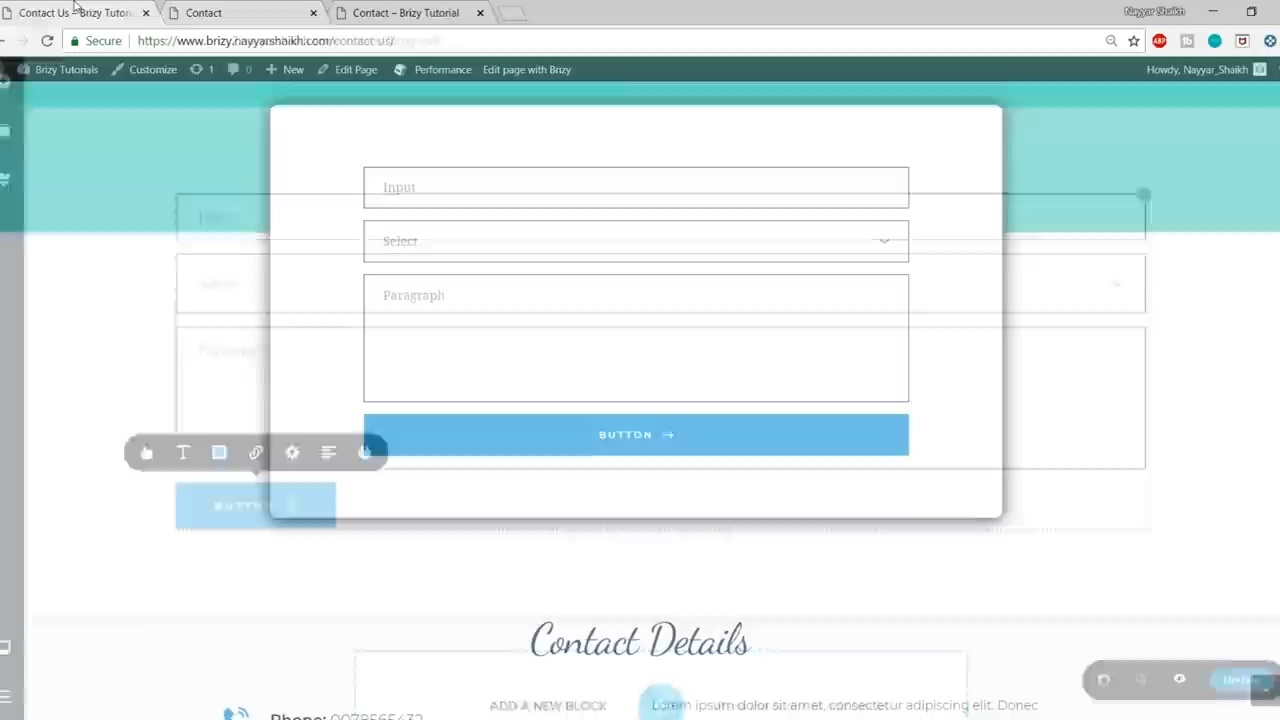 Contact Us – Brizy Tutor
Contact
Contact – Brizy Tutorial
Nayyar Shaikh
Secure
https://www.brizy.nayyarshaikh.com/contact-us/
Brizy Tutorials
Customize
1
0
New
Edit Page
Performance
Edit page with Brizy
Howdy, Nayyar_Shaikh
Input
Select
Paragraph
BUTTON
Contact Details
Phone: 0038565432
ADD A NEW BLOCK
Lorem ipsum dolor sit amet, consectetur adipiscing elit. Donec